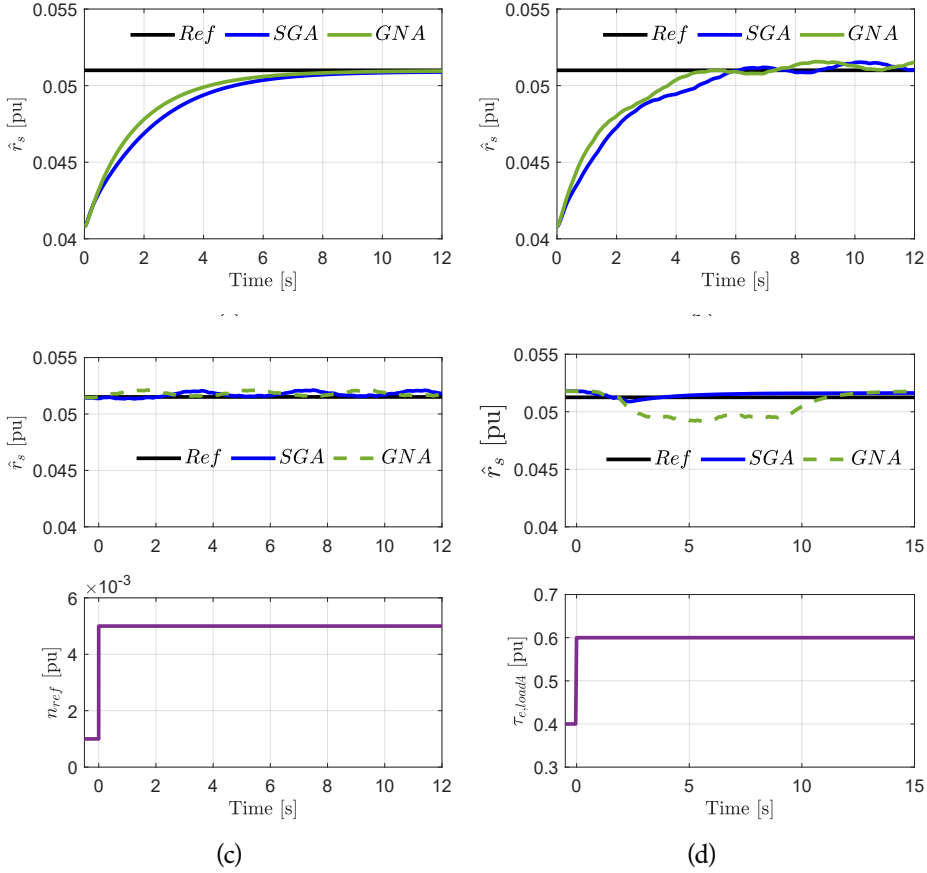 0.055
Ref SGA GNA
0.05
0.045
0.04
r̂s [pu]
0 2 4 6 8 10 12
Time [s]
0.055
Ref SGA GNA
0.05
0.045
0.04
r̂s [pu]
0 2 4 6 8 10 12
Time [s]
0.055
0.05
0.045
0.04
r̂s [pu]
Ref SGA GNA
0 2 4 6 8 10 12
×10-3
6
4
2
0
nref [pu]
0 2 4 6 8 10 12
Time [s]
(c)
0.055
0.05
0.045
0.04
r̂s [pu]
Ref SGA GNA
0 5 10 15
0.7
0.6
0.5
0.4
0.3
τe,load4 [pu]
0 5 10 15
Time [s]
(d)